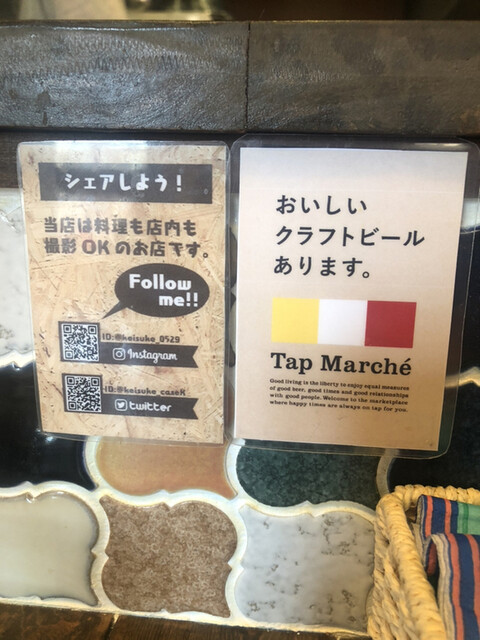 シェアしよう！
当店は料理も店内も
撮影OKのお店です。
Follow
me!!
ID:@keisuke_0529
Instagram
ID:@keisuke_casek
twitter
おいしい
クラフトビール
あります。
Tap Marché
Good living is the liberty to enjoy equal measures
of good beer, good times and good relationships
with good people. Welcome to the marketplace
where happy times are always on tap for you.